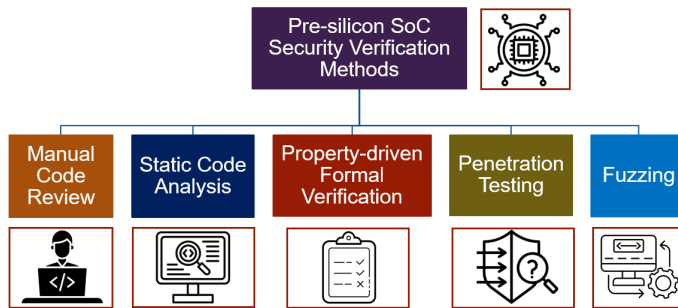 Pre-silicon SoC
Security Verification
Methods
Manual
Code
Review
Static Code
Analysis
Property-driven
Formal
Verification
Penetration
Testing
Fuzzing
</>